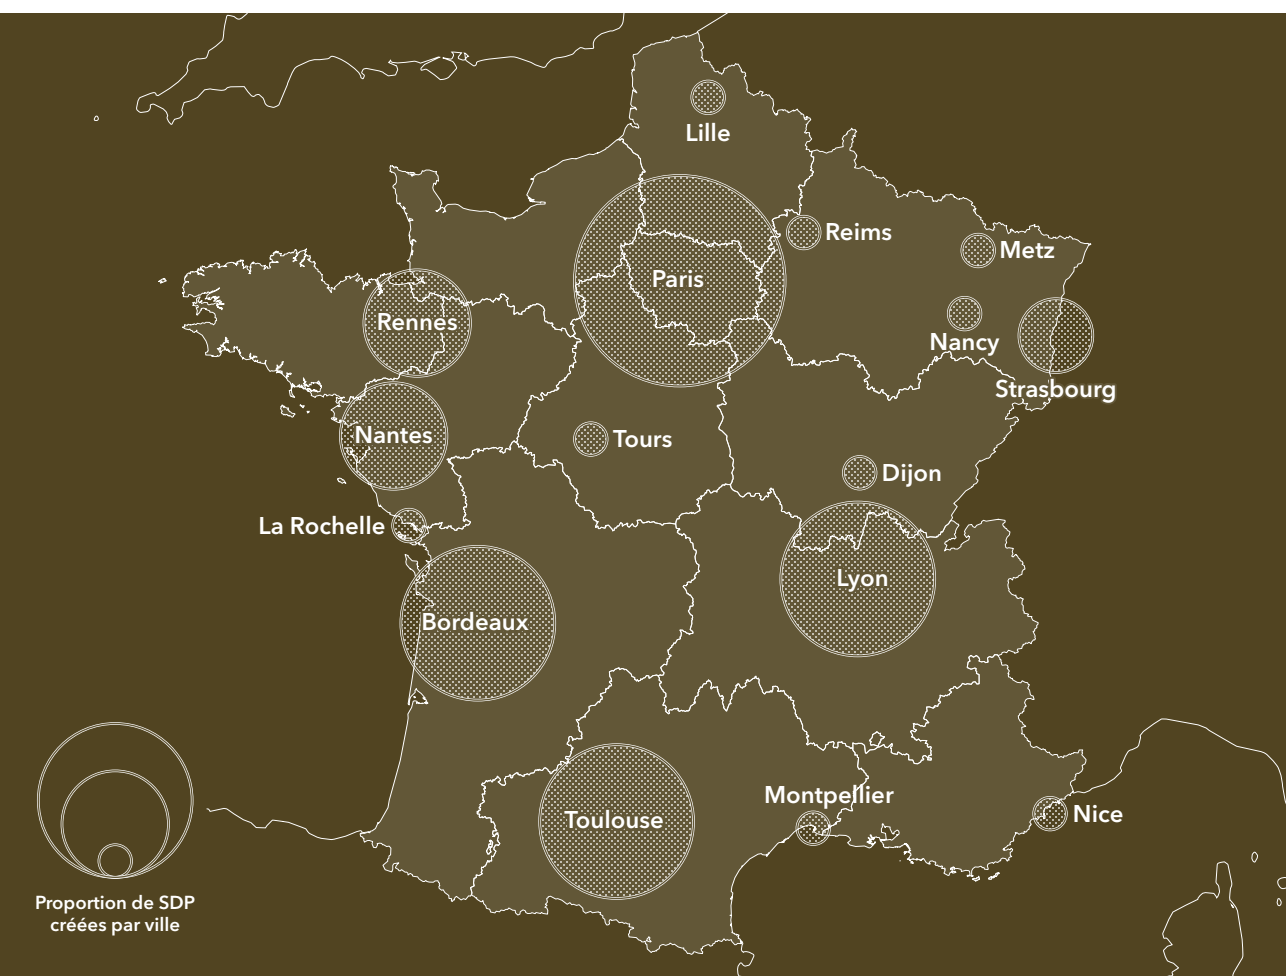 Lille
Reims
Metz
Paris
Rennes
Nancy
Strasbourg
Nantes
Tours
Dijon
La Rochelle
Lyon
Bordeaux
Montpellier
Toulouse
Nice
Proportion de SDP
créées par ville